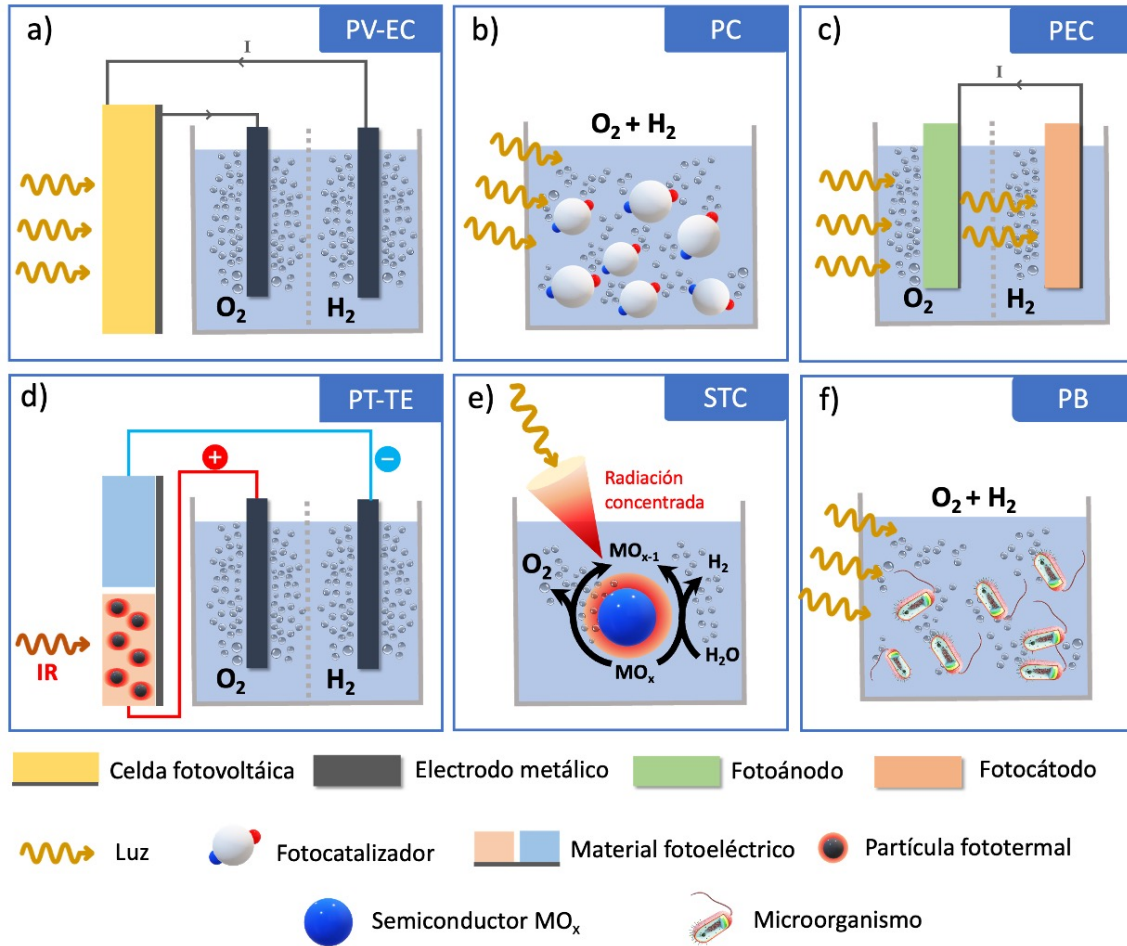 a)
PV-EC
I
O₂
H₂
b)
PC
O₂ + H₂
c)
PEC
I
O₂
H₂
d)
PT-TE
+
−
IR
O₂
H₂
e)
STC
Radiación
concentrada
O₂
MOₓ₋₁
H₂
MOₓ
H₂O
f)
PB
O₂ + H₂
Celda fotovoltáica
Electrodo metálico
Fotoánodo
Fotocátodo
Luz
Fotocatalizador
Material fotoeléctrico
Partícula fototermal
Semiconductor MOₓ
Microorganismo